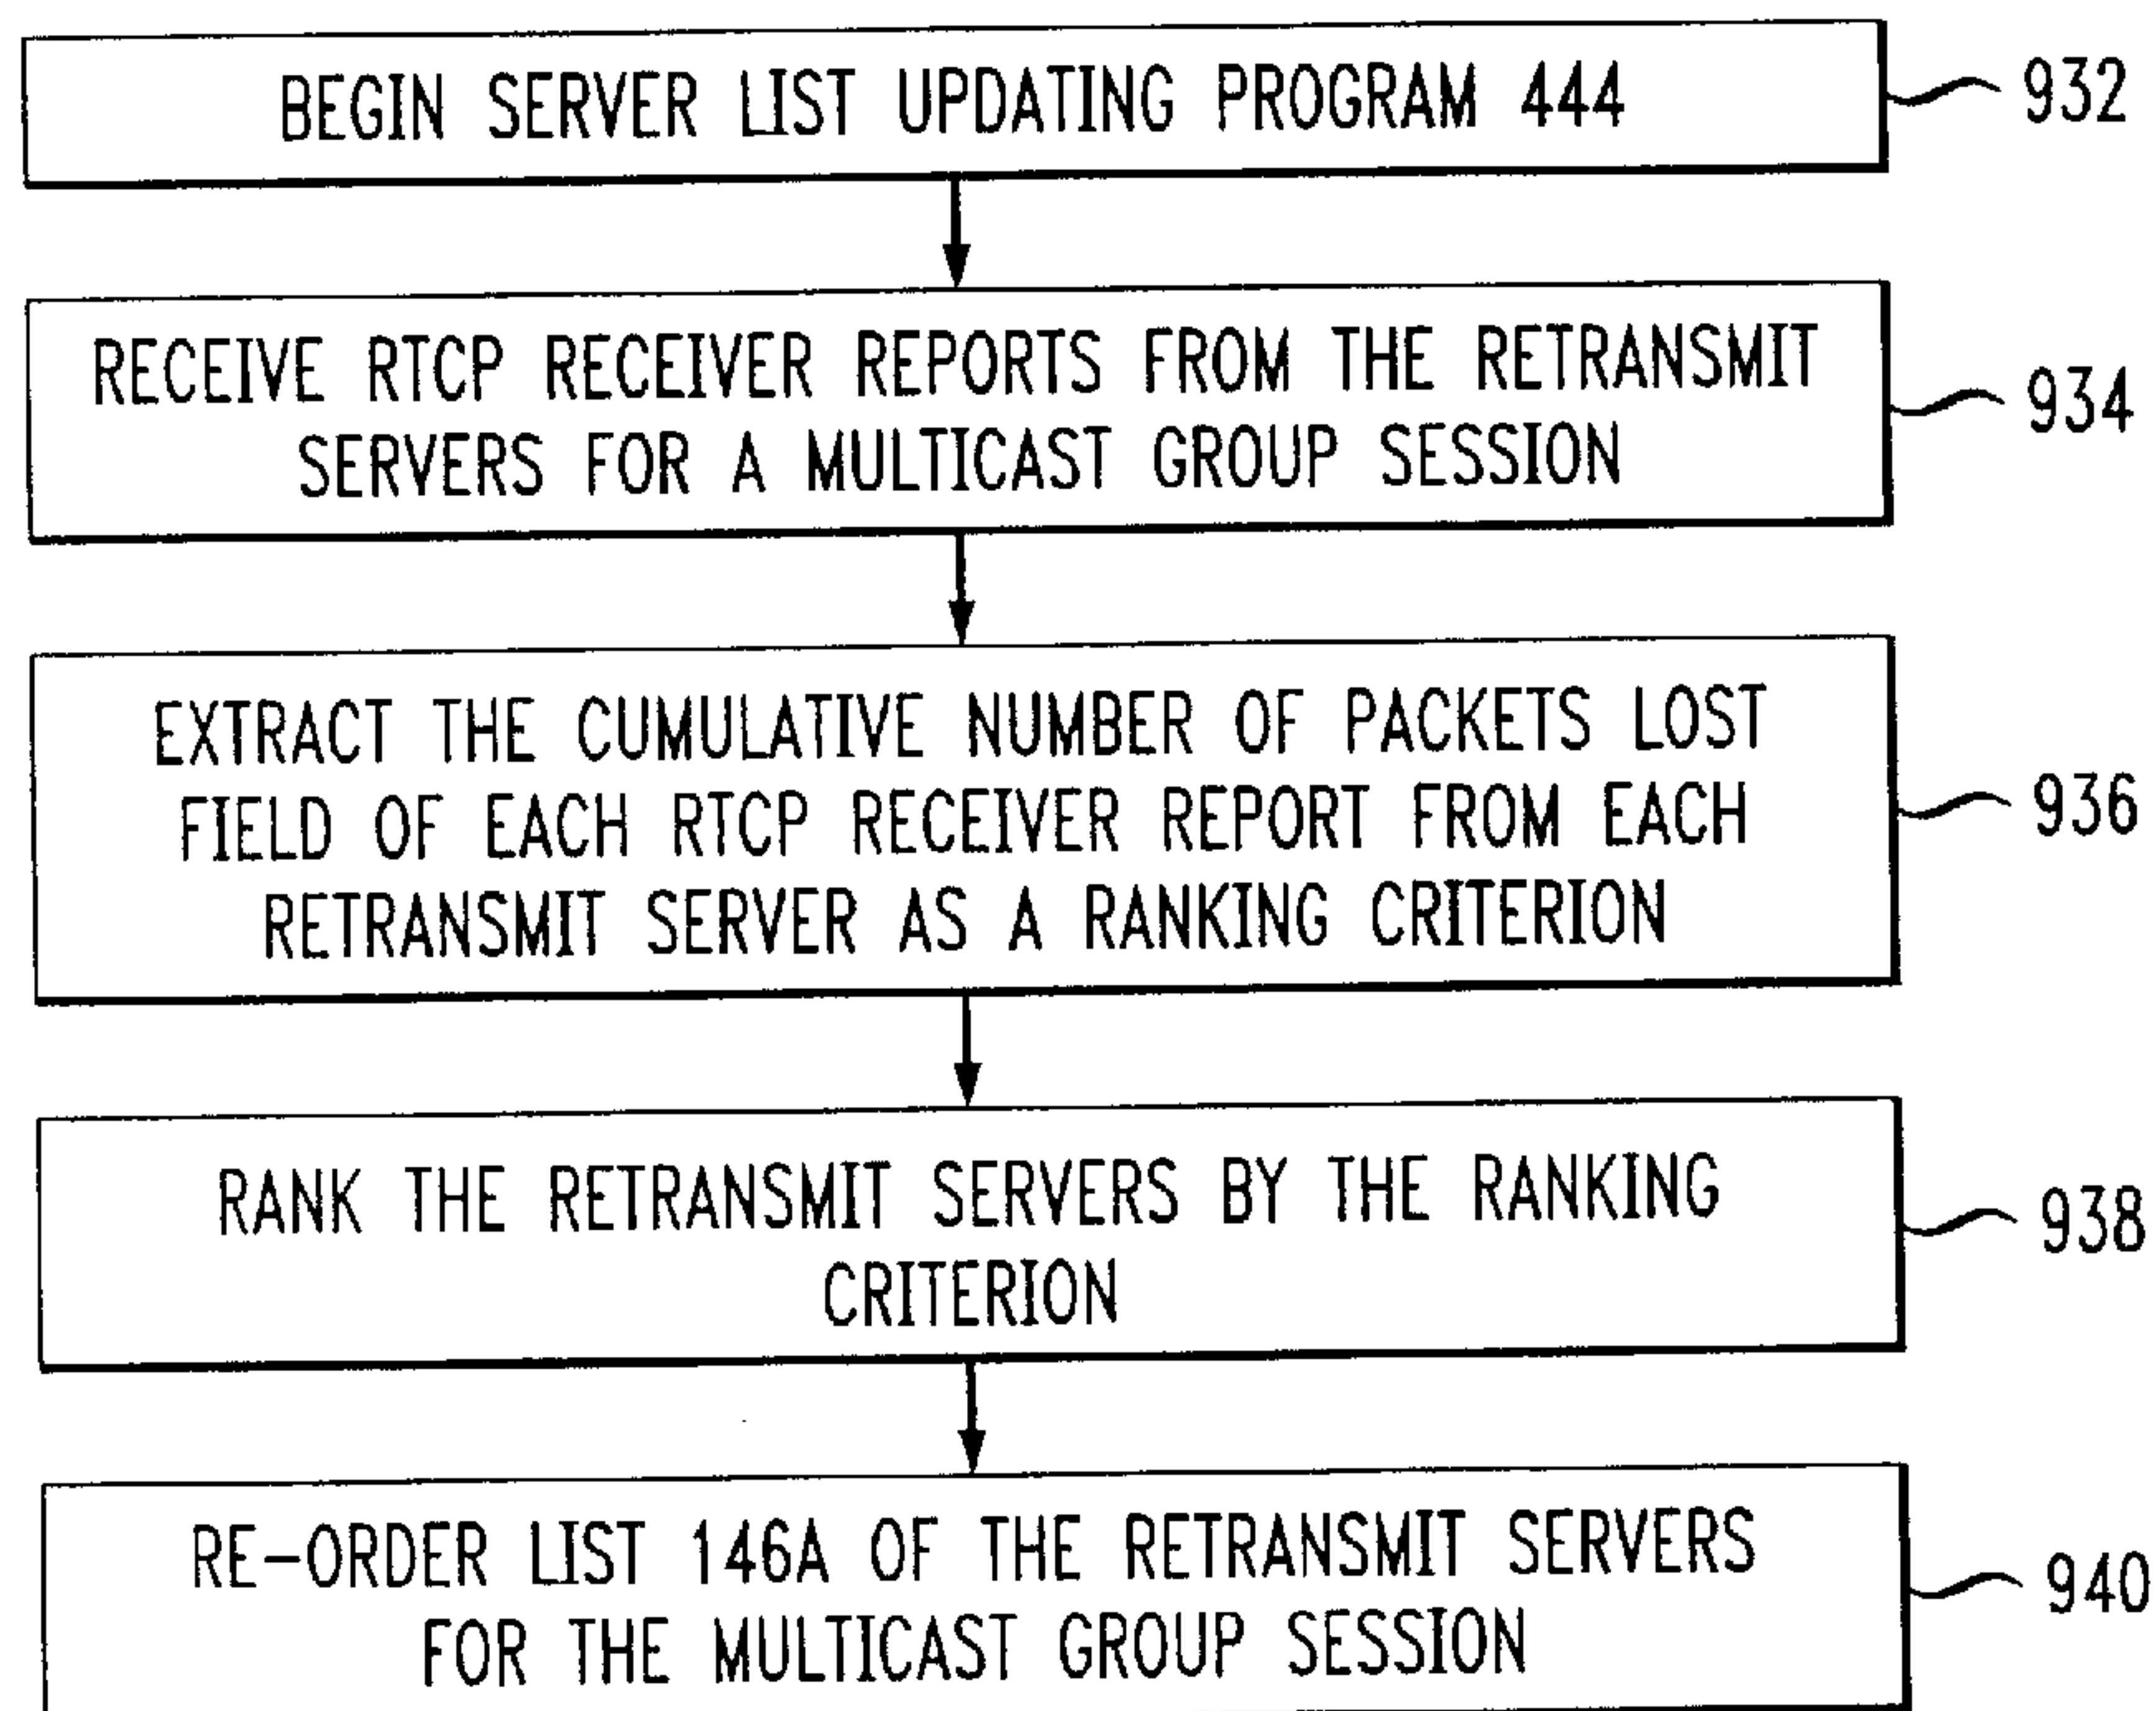 BEGIN SERVER LIST UPDATING PROGRAM 444
932
RECEIVE RTCP RECEIVER REPORTS FROM THE RETRANSMIT
SERVERS FOR A MULTICAST GROUP SESSION
934
EXTRACT THE CUMULATIVE NUMBER OF PACKETS LOST
FIELD OF EACH RTCP RECEIVER REPORT FROM EACH
RETRANSMIT SERVER AS A RANKING CRITERION
936
RANK THE RETRANSMIT SERVERS BY THE RANKING
CRITERION
938
RE-ORDER LIST 146A OF THE RETRANSMIT SERVERS
FOR THE MULTICAST GROUP SESSION
940